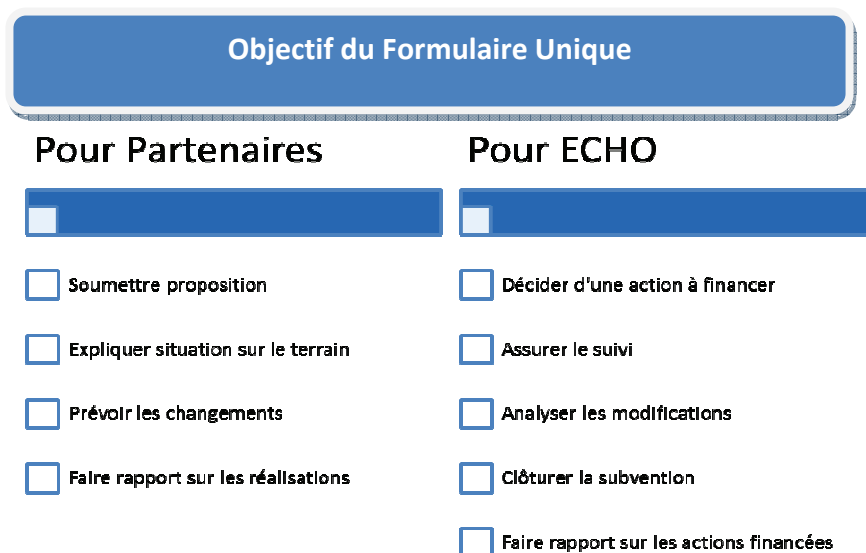 Objectif du Formulaire Unique
Pour Partenaires
Soumettre proposition
Expliquer situation sur le terrain
Prévoir les changements
Faire rapport sur les réalisations
Pour ECHO
Décider d'une action à financer
Assurer le suivi
Analyser les modifications
Clôturer la subvention
Faire rapport sur les actions financées